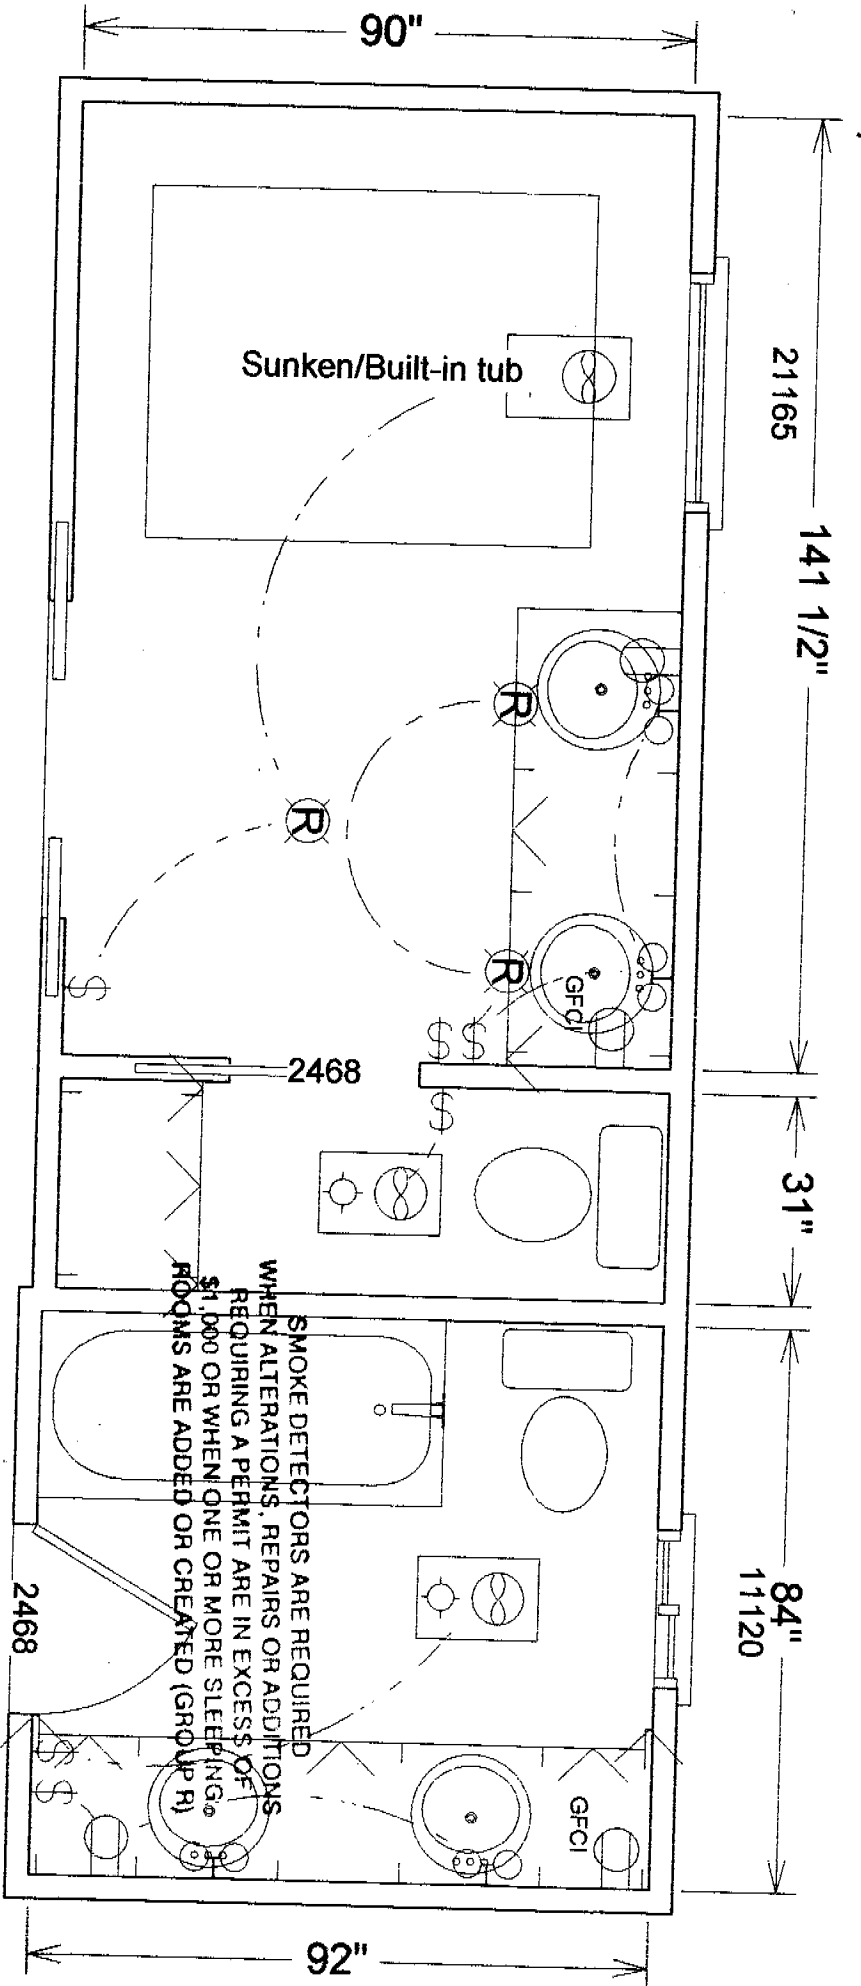 90"
21165
141 1/2"
Sunken/Built-in tub
R
R
R
GFCI
$
$ $
2468
$
31"
SMOKE DETECTORS ARE REQUIRED
WHEN ALTERATIONS, REPAIRS OR ADDITIONS
REQUIRING A PERMIT ARE IN EXCESS OF
$1,000 OR WHEN ONE OR MORE SLEEPING
ROOMS ARE ADDED OR CREATED (GROUP R)
84"
11120
2468
$
$
GFCI
92"